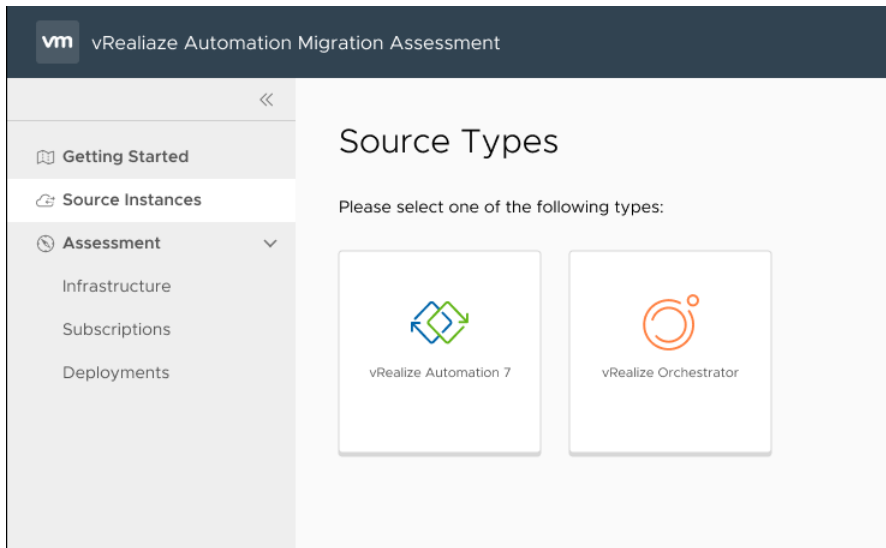 vm vRealiaze Automation Migration Assessment
Getting Started
Source Instances
Assessment
Infrastructure
Subscriptions
Deployments
Source Types
Please select one of the following types:
vRealize Automation 7
vRealize Orchestrator